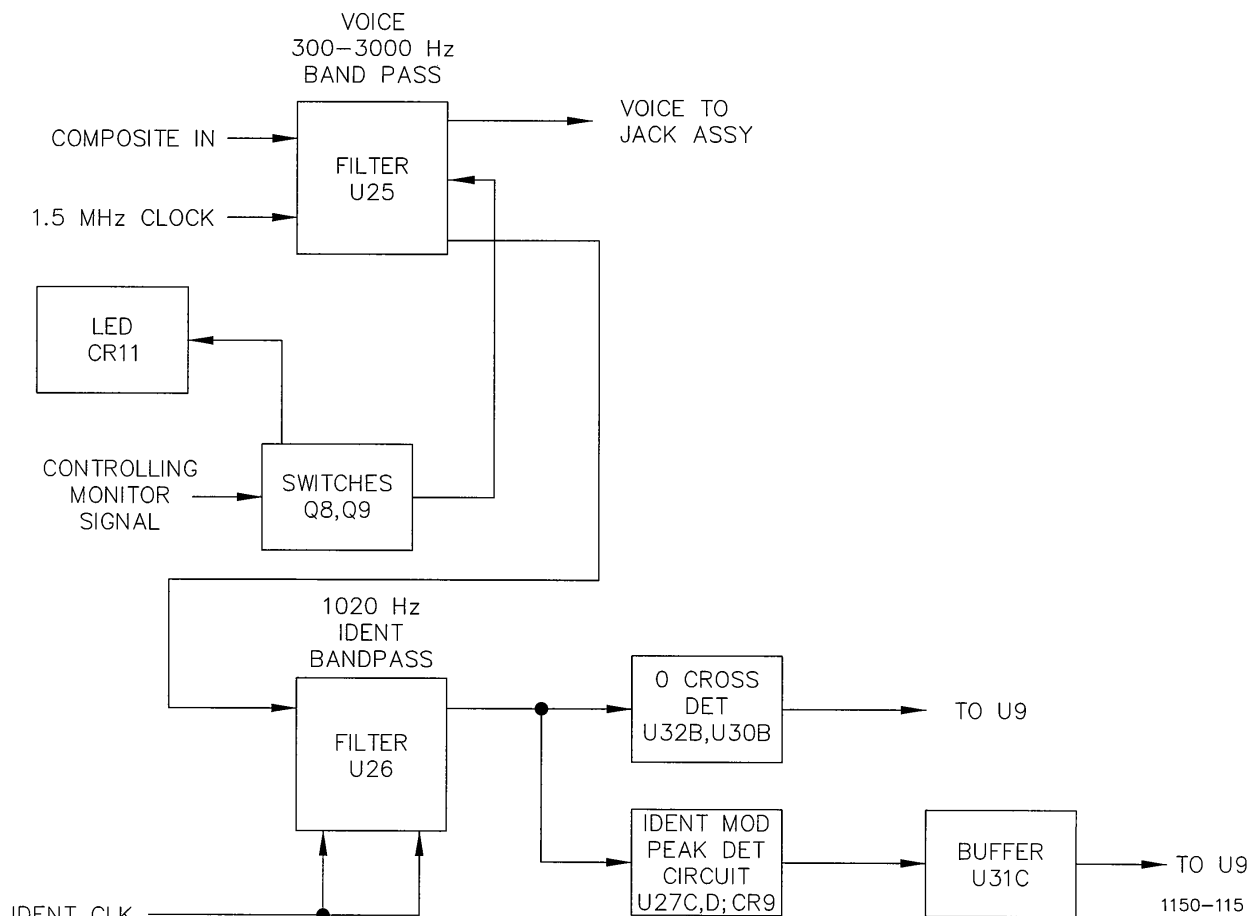 VOICE
300–3000 Hz
BAND PASS
COMPOSITE IN
FILTER
U25
VOICE TO
JACK ASSY
1.5 MHz CLOCK
LED
CR11
CONTROLLING
MONITOR
SIGNAL
SWITCHES
Q8,Q9
1020 Hz
IDENT
BANDPASS
FILTER
U26
0 CROSS
DET
U32B,U30B
TO U9
IDENT MOD
PEAK DET
CIRCUIT
U27C,D; CR9
BUFFER
U31C
TO U9
IDENT CLK
1150–115